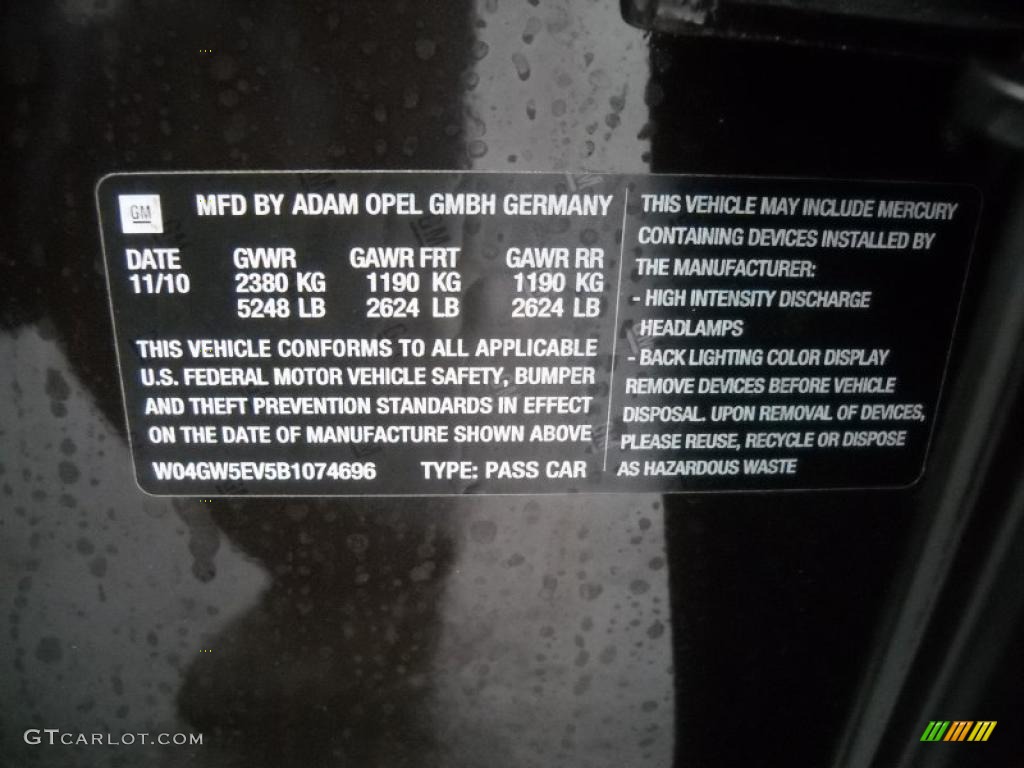 GM
MFD BY ADAM OPEL GMBH GERMANY
DATE GVWR GAWR FRT GAWR RR
11/10 2380 KG 1190 KG 1190 KG
5248 LB 2624 LB 2624 LB
THIS VEHICLE CONFORMS TO ALL APPLICABLE
U.S. FEDERAL MOTOR VEHICLE SAFETY, BUMPER
AND THEFT PREVENTION STANDARDS IN EFFECT
ON THE DATE OF MANUFACTURE SHOWN ABOVE
W04GW5EV5B1074696 TYPE: PASS CAR
THIS VEHICLE MAY INCLUDE MERCURY
CONTAINING DEVICES INSTALLED BY
THE MANUFACTURER:
- HIGH INTENSITY DISCHARGE
HEADLAMPS
- BACK LIGHTING COLOR DISPLAY
REMOVE DEVICES BEFORE VEHICLE
DISPOSAL. UPON REMOVAL OF DEVICES,
PLEASE REUSE, RECYCLE OR DISPOSE
AS HAZARDOUS WASTE
GTCARLOT.COM